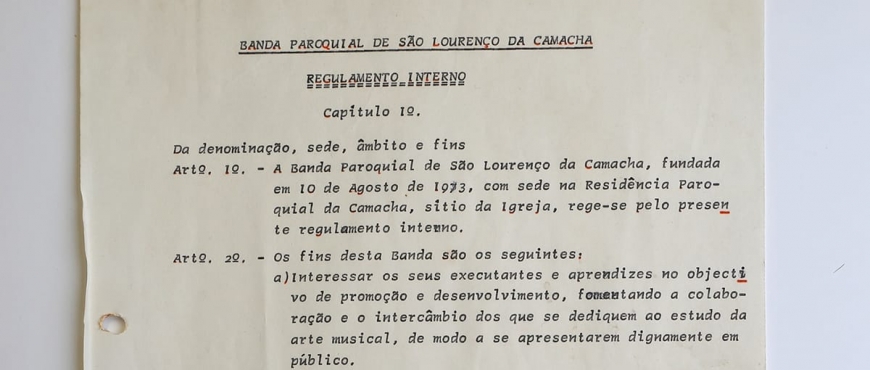 BANDA PAROQUIAL DE SÃO LOURENÇO DA CAMACHA
REGULAMENTO INTERNO
Capítulo 1º.
Da denominação, sede, âmbito e fins
Artº. 1º. - A Banda Paroquial de São Lourenço da Camacha, fundada
em 10 de Agosto de 1973, com sede na Residência Paro-
quial da Camacha, sítio da Igreja, rege-se pelo presen
te regulamento interno.
Artº. 2º. - Os fins desta Banda são os seguintes:
a)Interessar os seus executantes e aprendizes no objecti
vo de promoção e desenvolvimento, fomentando a colabo-
ração e o intercâmbio dos que se dediquem ao estudo da
arte musical, de modo a se apresentarem dignamente em
público.